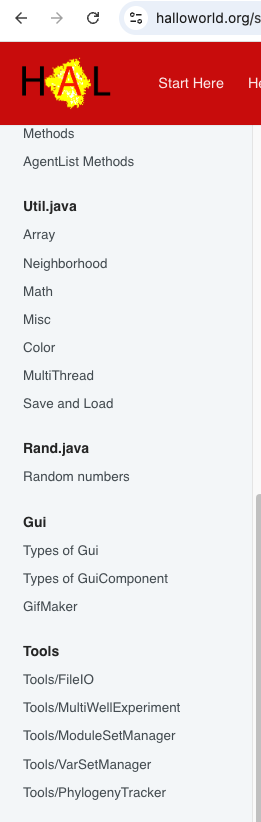 halloworld.org/s
HAL
Start Here
He
Methods
AgentList Methods
Util.java
Array
Neighborhood
Math
Misc
Color
MultiThread
Save and Load
Rand.java
Random numbers
Gui
Types of Gui
Types of GuiComponent
GifMaker
Tools
Tools/FileIO
Tools/MultiWellExperiment
Tools/ModuleSetManager
Tools/VarSetManager
Tools/PhylogenyTracker